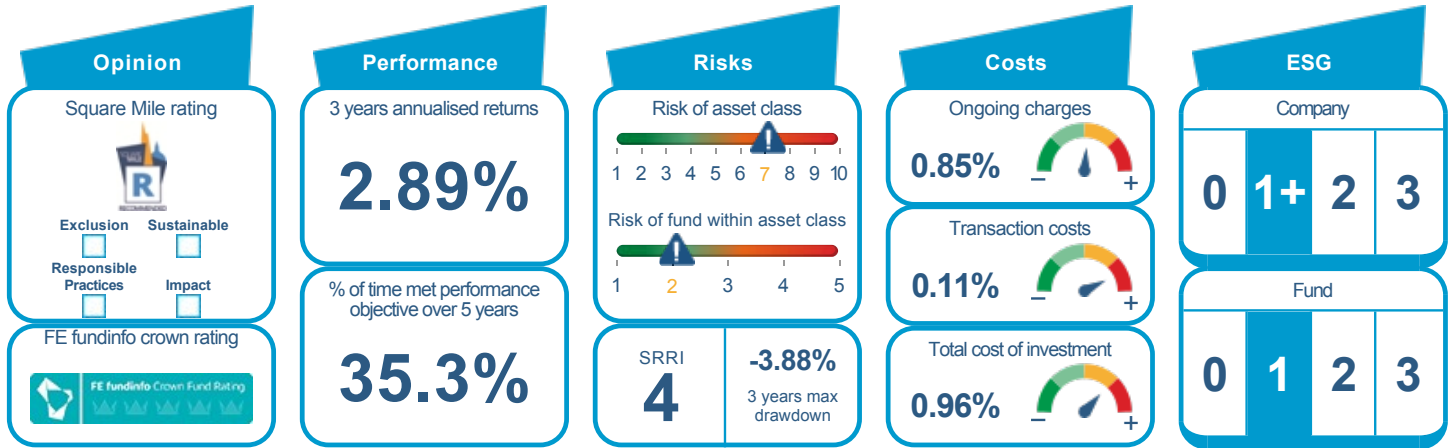 Opinion
Square Mile rating
R
RECOMMENDED
Exclusion
Sustainable
Responsible
Practices
Impact
FE fundinfo crown rating
FE fundinfo Crown Fund Rating
Performance
3 years annualised returns
2.89%
% of time met performance
objective over 5 years
35.3%
Risks
Risk of asset class
1 2 3 4 5 6 7 8 9 10
Risk of fund within asset class
1 2 3 4 5
SRRI
4
-3.88%
3 years max
drawdown
Costs
Ongoing charges
0.85%
– +
Transaction costs
0.11%
– +
Total cost of investment
0.96%
– +
ESG
Company
0 1+ 2 3
Fund
0 1 2 3